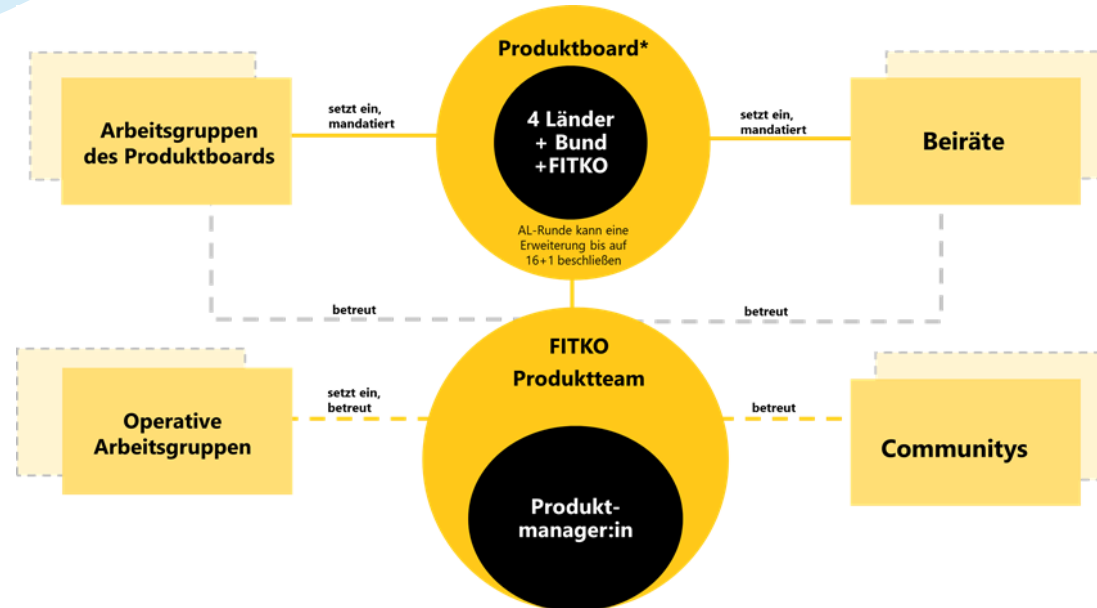 Produktboard*
4 Länder
+ Bund
+FITKO
AL-Runde kann eine
Erweiterung bis auf
16+1 beschließen
Arbeitsgruppen
des Produktboards
setzt ein,
mandatiert
setzt ein,
mandatiert
Beiräte
betreut
betreut
FITKO
Produktteam
Produkt-
manager:in
Operative
Arbeitsgruppen
setzt ein,
betreut
betreut
Communitys